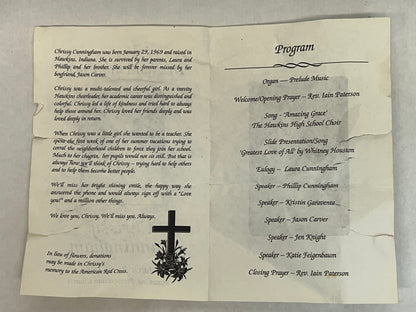 Chrissy Cunningham was born January 29, 1969 and raised in
Hawkins, Indiana. She is survived by her parents, Laura and
Phillip and her brother. She will be forever missed by her
boyfriend, Jason Carver.
Chrissy was a multi-talented and cheerful girl. As a varsity
Hawkins cheerleader, her academic career was distinguished and
colorful. Chrissy led a life of kindness and tried hard to always
help those around her. Chrissy loved her friends deeply and was
loved deeply in return.
When Chrissy was a little girl she wanted to be a teacher. She
spent the first week of one of her summer vacations trying to
corral the neighborhood children to force they join her school.
Much to her chagrin, her pupils would not sit still. But that is
always how we'll think of Chrissy – trying hard to help others
and to help them become better people.
We'll miss her bright shining smile, the happy way she
answered the phone and would always sign off with a "Love
you!" and a million other things.
We love you, Chrissy. We'll miss you. Always.
In lieu of flowers, donations
may be made in Chrissy's
memory to the American Red Cross.
Program
Organ — Prelude Music
Welcome/Opening Prayer – Rev. Iain Paterson
Song - 'Amazing Grace'
The Hawkins High School Choir
Slide Presentation/Song
'Greatest Love of All' by Whitney Houston
Eulogy – Laura Cunningham
Speaker – Phillip Cunningham
Speaker – Kristin Garaventa
Speaker – Jason Carver
Speaker – Jen Knight
Speaker – Katie Feigenbaum
Closing Prayer – Rev. Iain Paterson